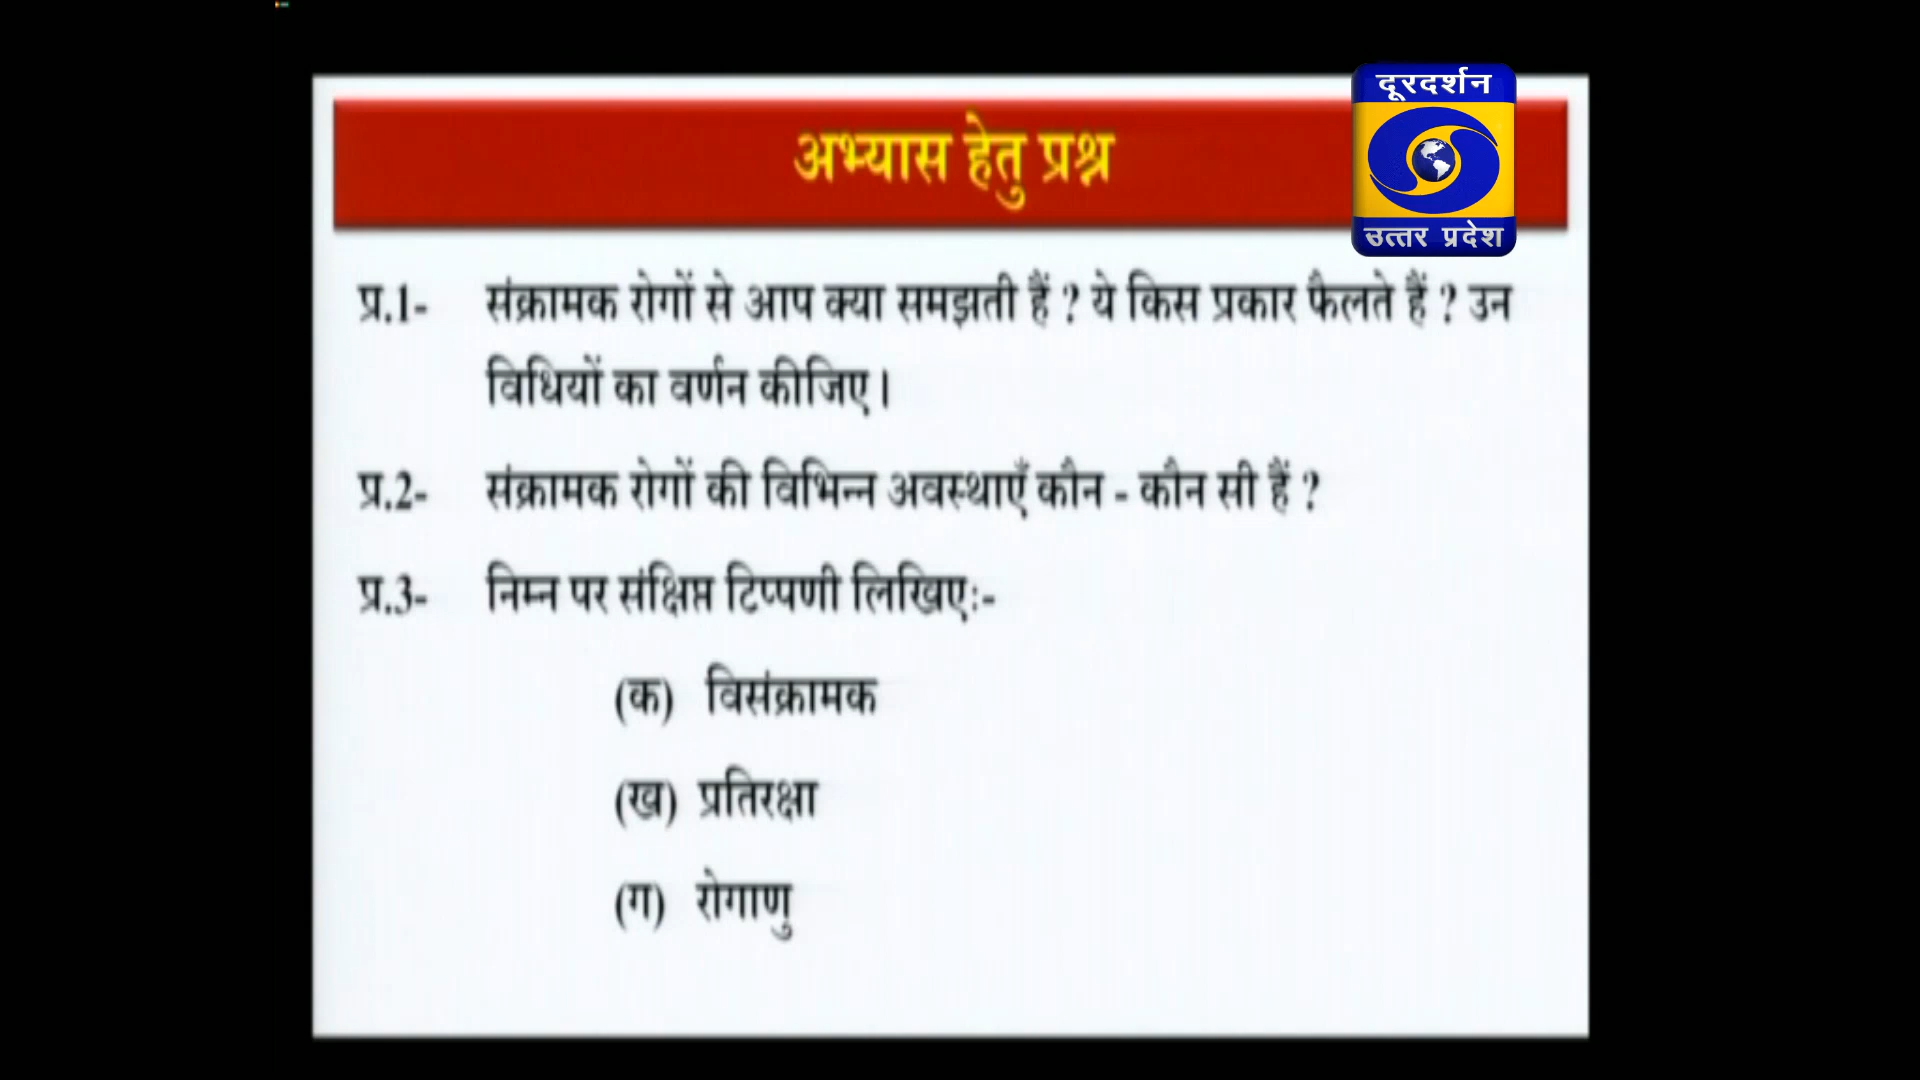 दूरदर्शन
उत्तर प्रदेश
अभ्यास हेतु प्रश्न
प्र.1- संक्रामक रोगों से आप क्या समझती हैं ? ये किस प्रकार फैलते हैं ? उन
विधियों का वर्णन कीजिए।
प्र.2- संक्रामक रोगों की विभिन्न अवस्थाएँ कौन - कौन सी हैं ?
प्र.3- निम्न पर संक्षिप्त टिप्पणी लिखिए:-
(क) विसंक्रामक
(ख) प्रतिरक्षा
(ग) रोगाणु